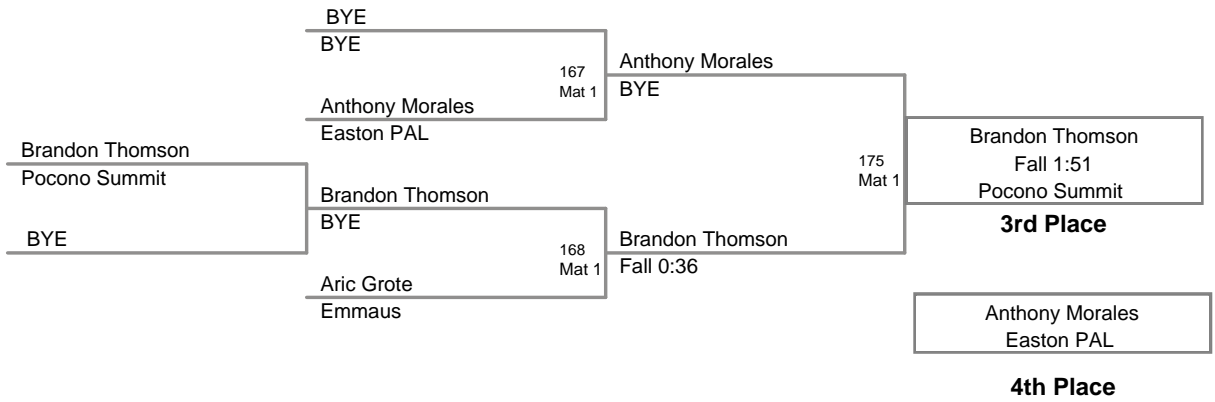 BYE
BYE
167
Mat 1
Anthony Morales
Easton PAL
Anthony Morales
BYE
Brandon Thomson
Pocono Summit
BYE
Brandon Thomson
BYE
168
Mat 1
Aric Grote
Emmaus
Brandon Thomson
Fall 0:36
175
Mat 1
Brandon Thomson
Fall 1:51
Pocono Summit
3rd Place
Anthony Morales
Easton PAL
4th Place